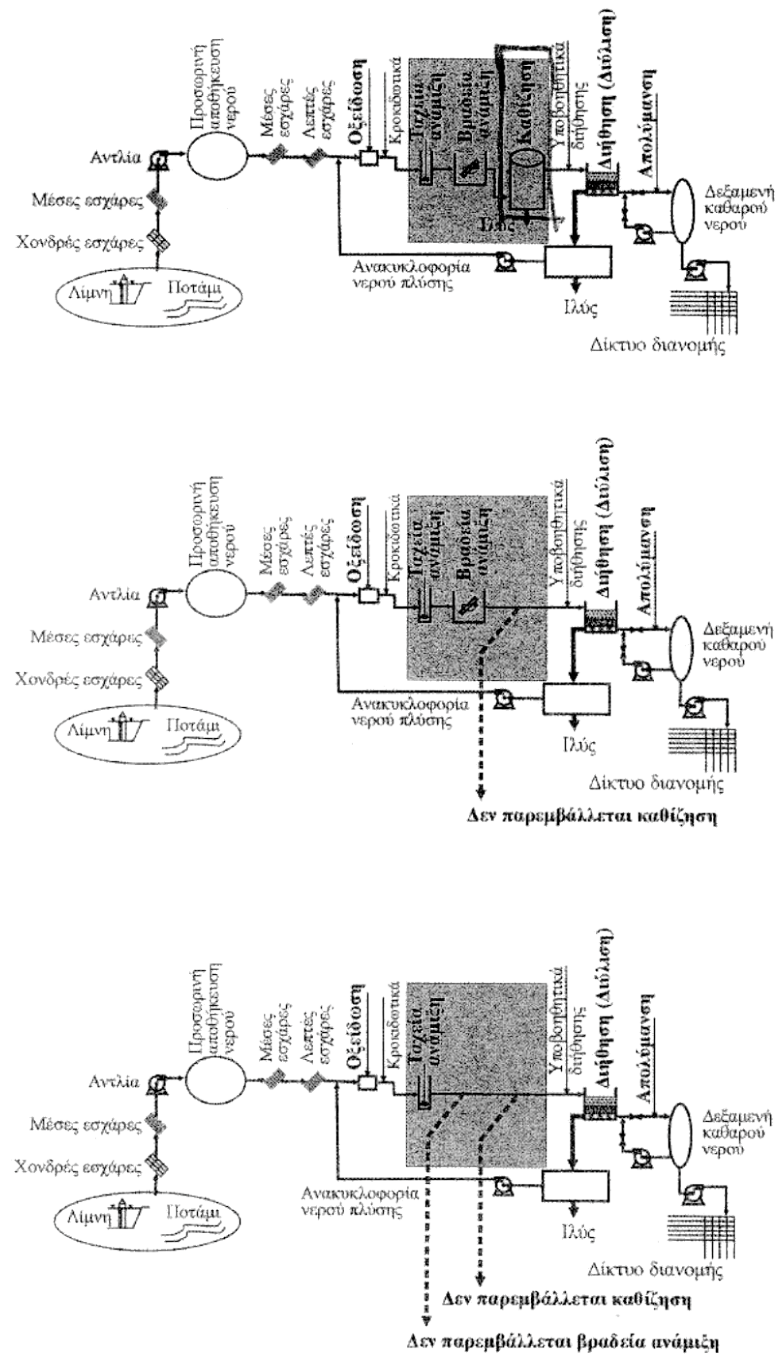 Προσωρινή
αποθήκευση
νερού
Μέσες
εσχάρες
Λεπτές
εσχάρες
Οξείδωση
Κροκιδωτικά
Ταχεία
ανάμιξη
Βραδεία
ανάμιξη
Καθίζηση
Υποβοηθητικά
διήθησης
Διήθηση (Διύλιση)
Απολύμανση
Αντλία
Μέσες εσχάρες
Χονδρές εσχάρες
Λίμνη
Ποτάμι
Ιλύς
Ανακυκλοφορία
νερού πλύσης
Ιλύς
Δεξαμενή
καθαρού
νερού
Δίκτυο διανομής
Προσωρινή
αποθήκευση
νερού
Μέσες
εσχάρες
Λεπτές
εσχάρες
Οξείδωση
Κροκιδωτικά
Ταχεία
ανάμιξη
Βραδεία
ανάμιξη
Υποβοηθητικά
διήθησης
Διήθηση (Διύλιση)
Απολύμανση
Αντλία
Μέσες εσχάρες
Χονδρές εσχάρες
Λίμνη
Ποτάμι
Ανακυκλοφορία
νερού πλύσης
Ιλύς
Δεξαμενή
καθαρού
νερού
Δίκτυο διανομής
Δεν παρεμβάλλεται καθίζηση
Προσωρινή
αποθήκευση
νερού
Μέσες
εσχάρες
Λεπτές
εσχάρες
Οξείδωση
Κροκιδωτικά
Ταχεία
ανάμιξη
Υποβοηθητικά
διήθησης
Διήθηση (Διύλιση)
Απολύμανση
Αντλία
Μέσες εσχάρες
Χονδρές εσχάρες
Λίμνη
Ποτάμι
Ανακυκλοφορία
νερού πλύσης
Ιλύς
Δεξαμενή
καθαρού
νερού
Δίκτυο διανομής
Δεν παρεμβάλλεται καθίζηση
Δεν παρεμβάλλεται βραδεία ανάμιξη